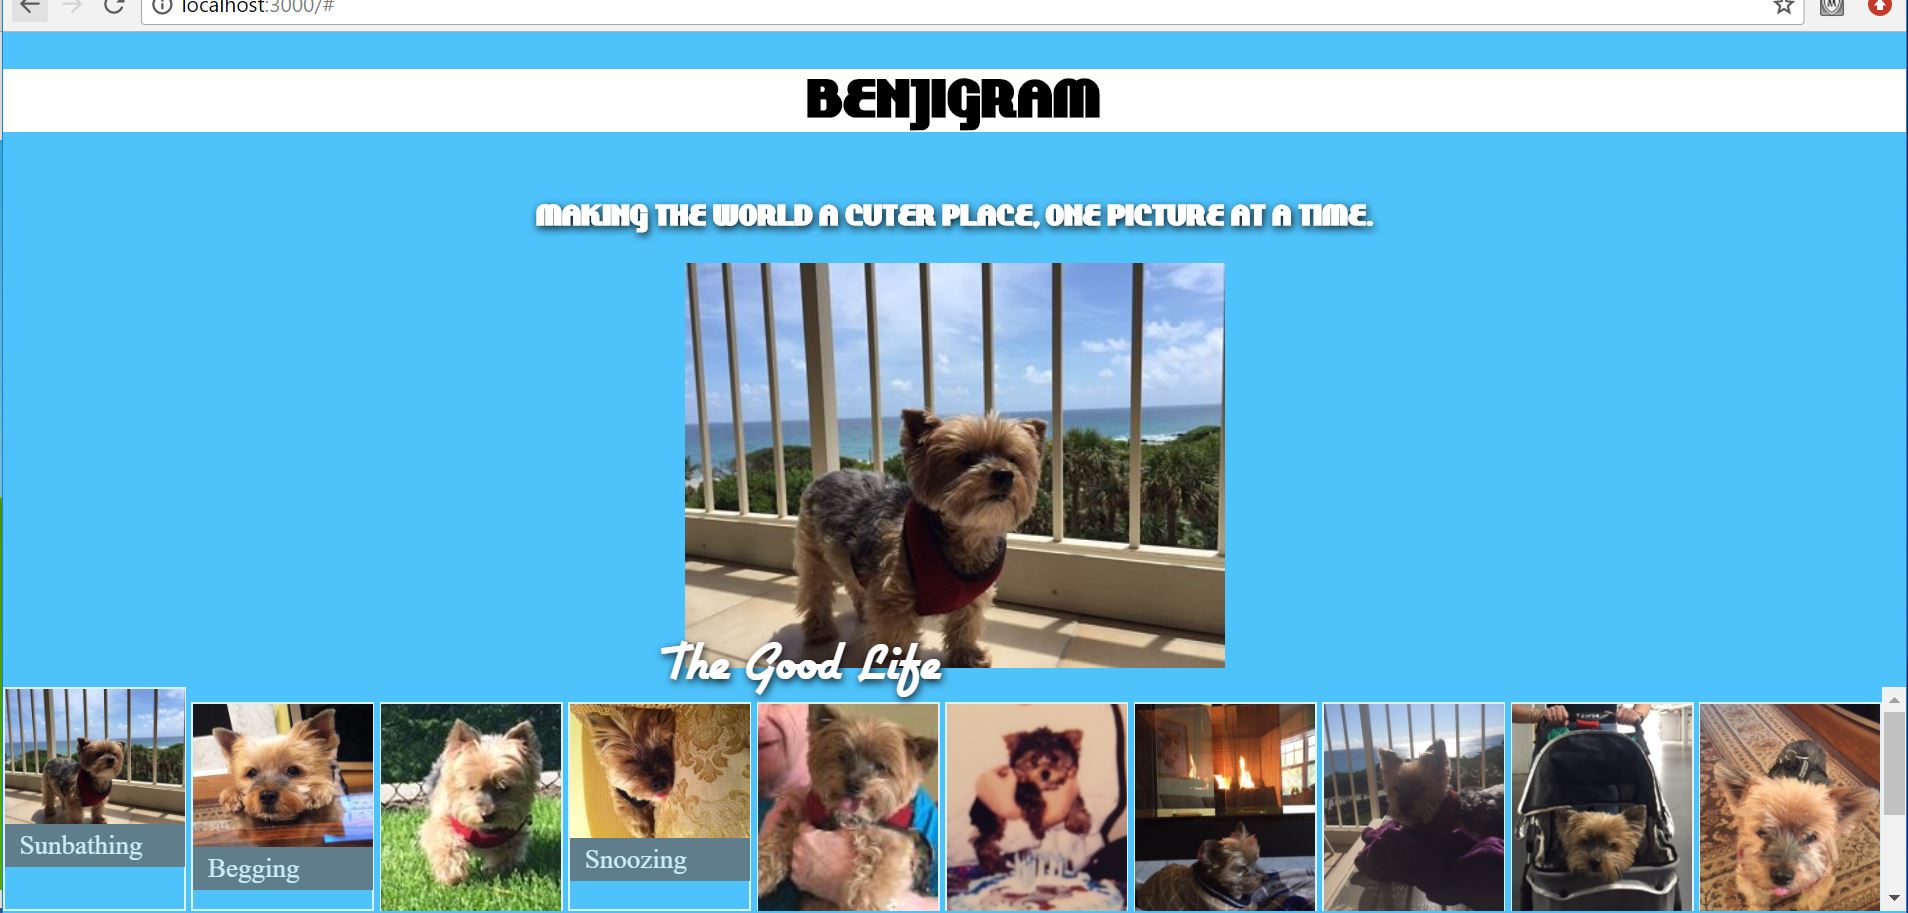 localhost:3000/#
BENJIGRAM
MAKING THE WORLD A CUTER PLACE, ONE PICTURE AT A TIME.
The Good Life
Sunbathing
Begging
Snoozing